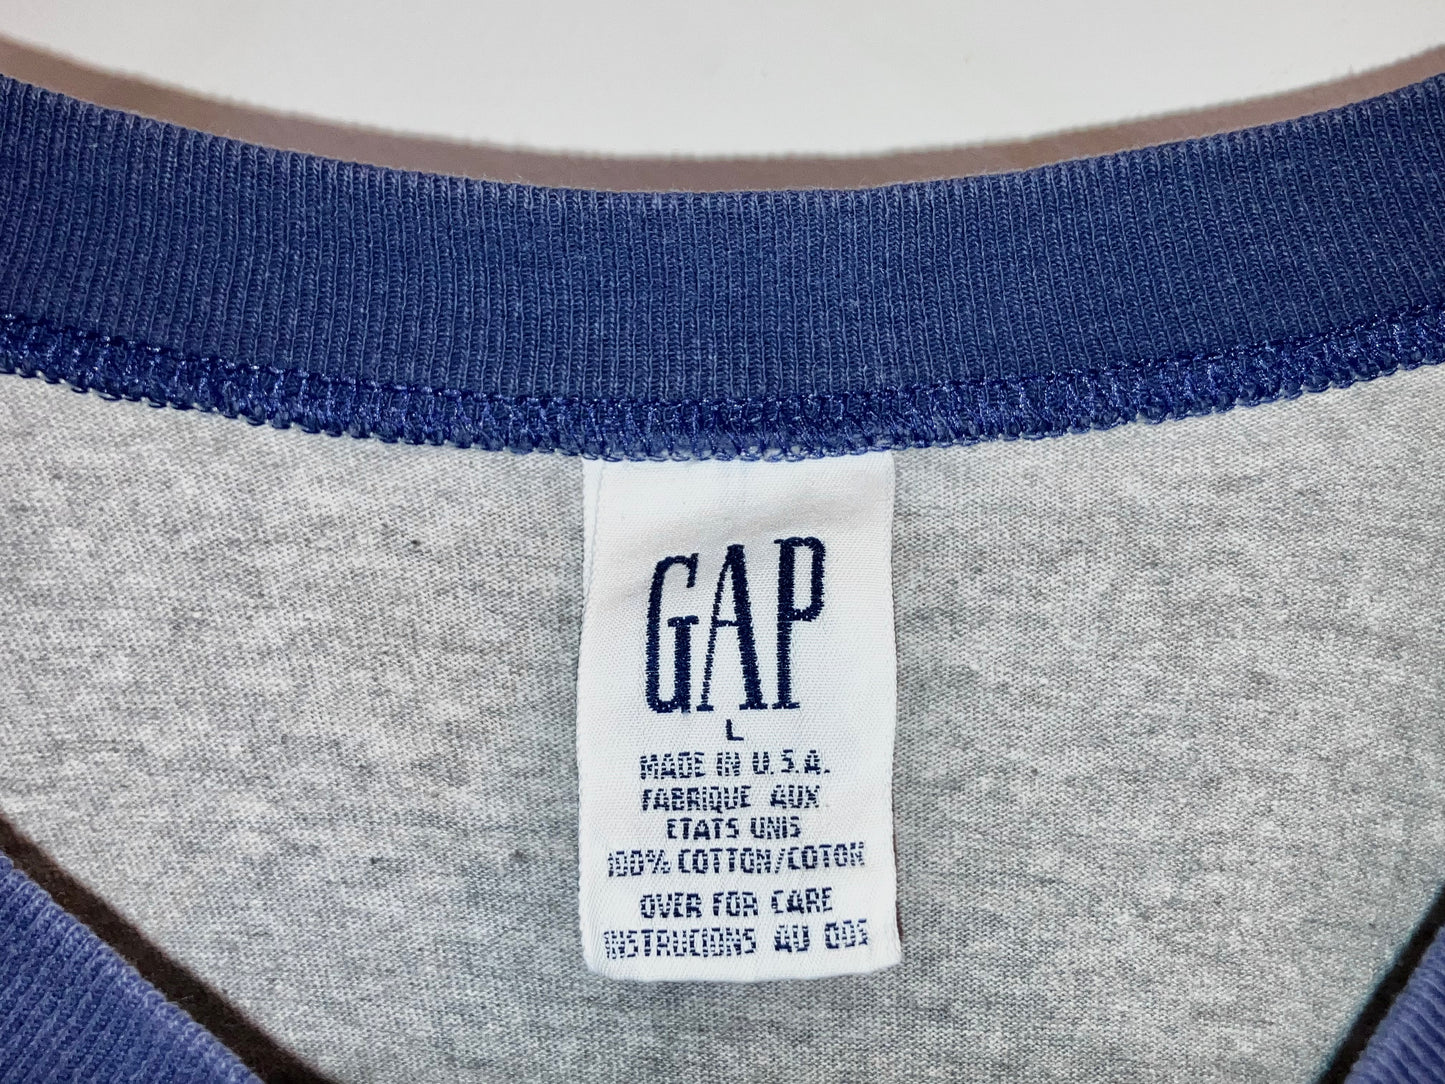 GAP
L
MADE IN U.S.A.
FABRIQUE AUX
ETATS UNIS
100% COTTON/COTON
OVER FOR CARE
INSTRUCIONS AU DOS